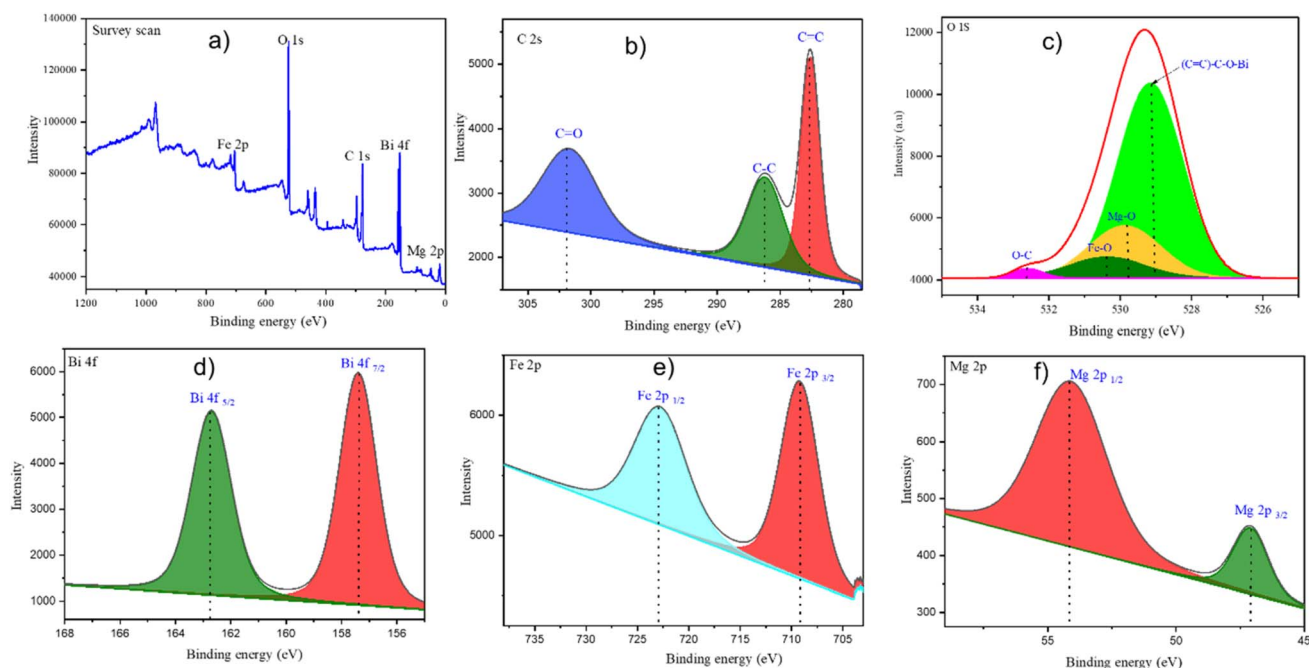 Survey scan
a)
O 1s
Fe 2p
C 1s
Bi 4f
Mg 2p
Intensity
140000
120000
100000
80000
60000
40000
1200 1000 800 600 400 200 0
Binding energy (eV)
C 2s
b)
C=C
C=O
C-C
Intensity
5000
4000
3000
2000
305 300 295 290 285 280
Binding energy (eV)
O 1S
c)
(C=C)-C-O-Bi
Mg-O
Fe-O
O-C
Intensity (a.u)
12000
10000
8000
6000
4000
534 532 530 528 526
Binding energy (eV)
Bi 4f
d)
Bi 4f 7/2
Bi 4f 5/2
Intensity
6000
5000
4000
3000
2000
1000
168 166 164 162 160 158 156
Binding energy (eV)
Fe 2p
e)
Fe 2p 3/2
Fe 2p 1/2
Intensity
6000
5000
735 729 721 715 709 703
Binding energy (eV)
Mg 2p
f)
Mg 2p 1/2
Mg 2p 3/2
Intensity
700
600
500
400
300
55 50 45
Binding energy (eV)